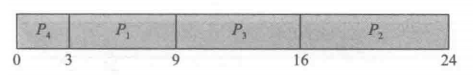 P₄ P₁ P₃ P₂
0 3 9 16 24